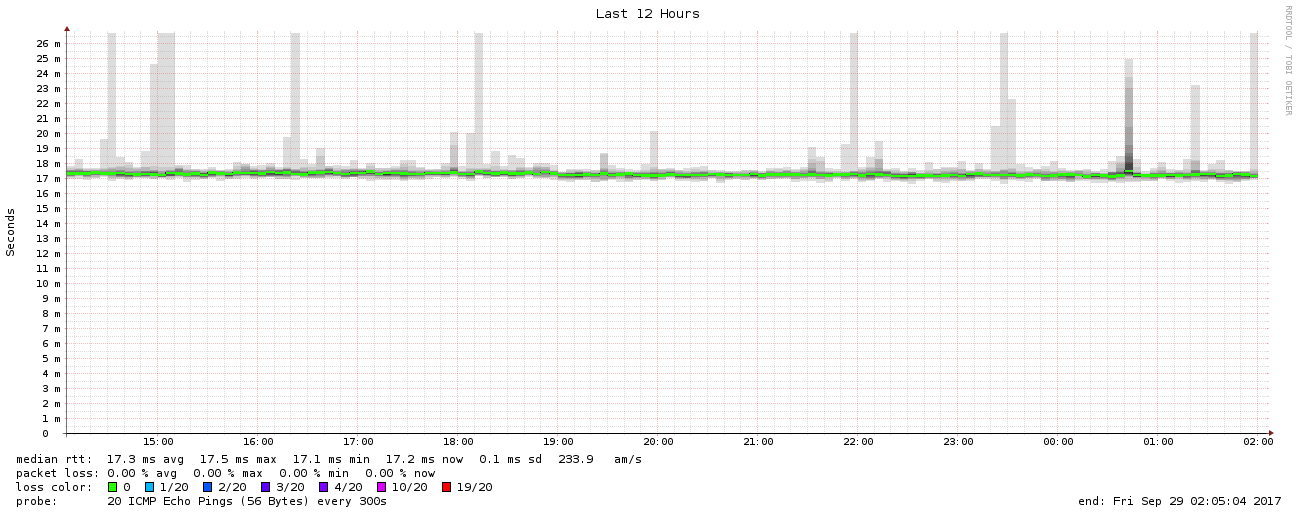 Last 12 Hours
RRDTOOL / TOBI OETIKER
Seconds
26 m
25 m
24 m
23 m
22 m
21 m
20 m
19 m
18 m
17 m
16 m
15 m
14 m
13 m
12 m
11 m
10 m
9 m
8 m
7 m
6 m
5 m
4 m
3 m
2 m
1 m
0
15:00 16:00 17:00 18:00 19:00 20:00 21:00 22:00 23:00 00:00 01:00 02:00
median rtt: 17.3 ms avg 17.5 ms max 17.1 ms min 17.2 ms now 0.1 ms sd 233.9 am/s
packet loss: 0.00 % avg 0.00 % max 0.00 % min 0.00 % now
loss color: 0 1/20 2/20 3/20 4/20 10/20 19/20
probe: 20 ICMP Echo Pings (56 Bytes) every 300s end: Fri Sep 29 02:05:04 2017